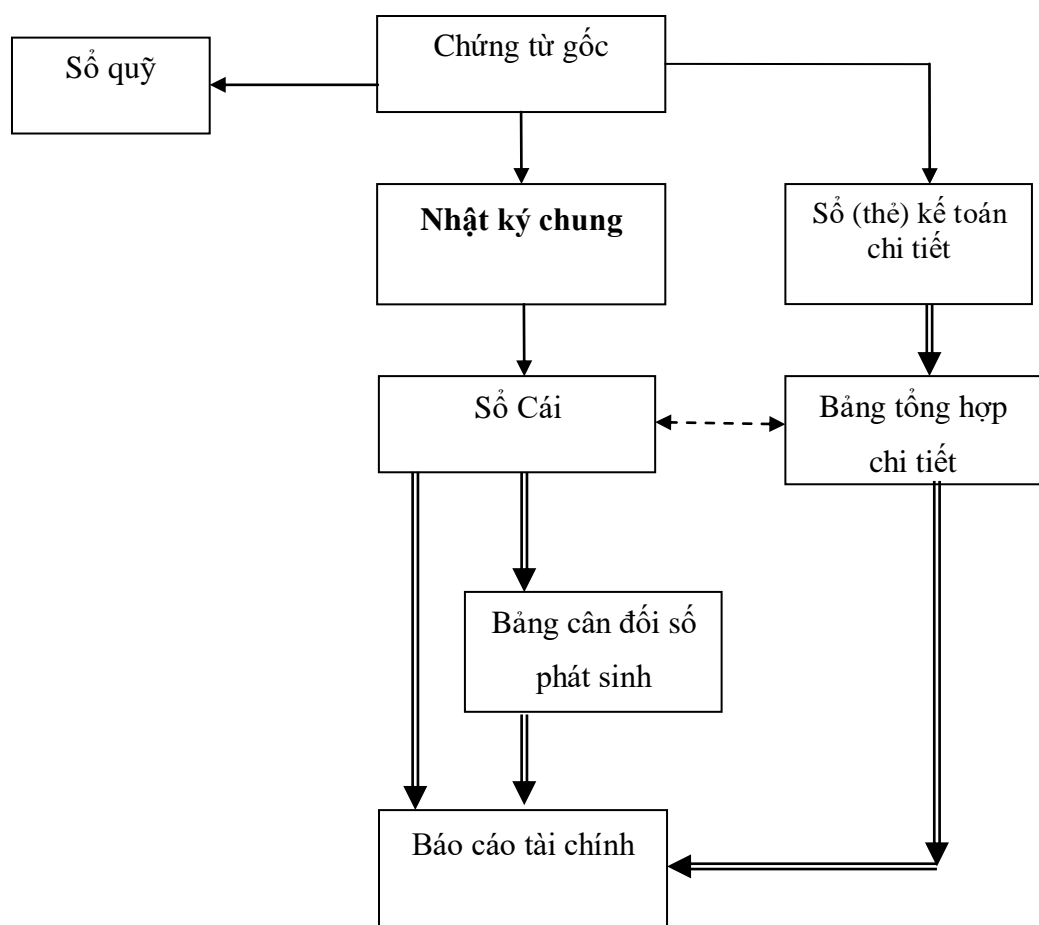 Chứng từ gốc
Sổ quỹ
Nhật ký chung
Sổ (thẻ) kế toán
chi tiết
Sổ Cái
Bảng tổng hợp
chi tiết
Bảng cân đối số
phát sinh
Báo cáo tài chính